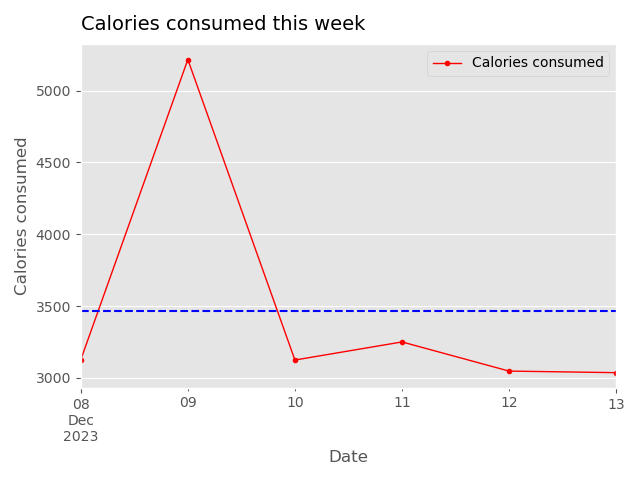 Calories consumed this week
Calories consumed
5000
4500
4000
3500
3000
Calories consumed
08
Dec
2023
09
10
11
12
13
Date